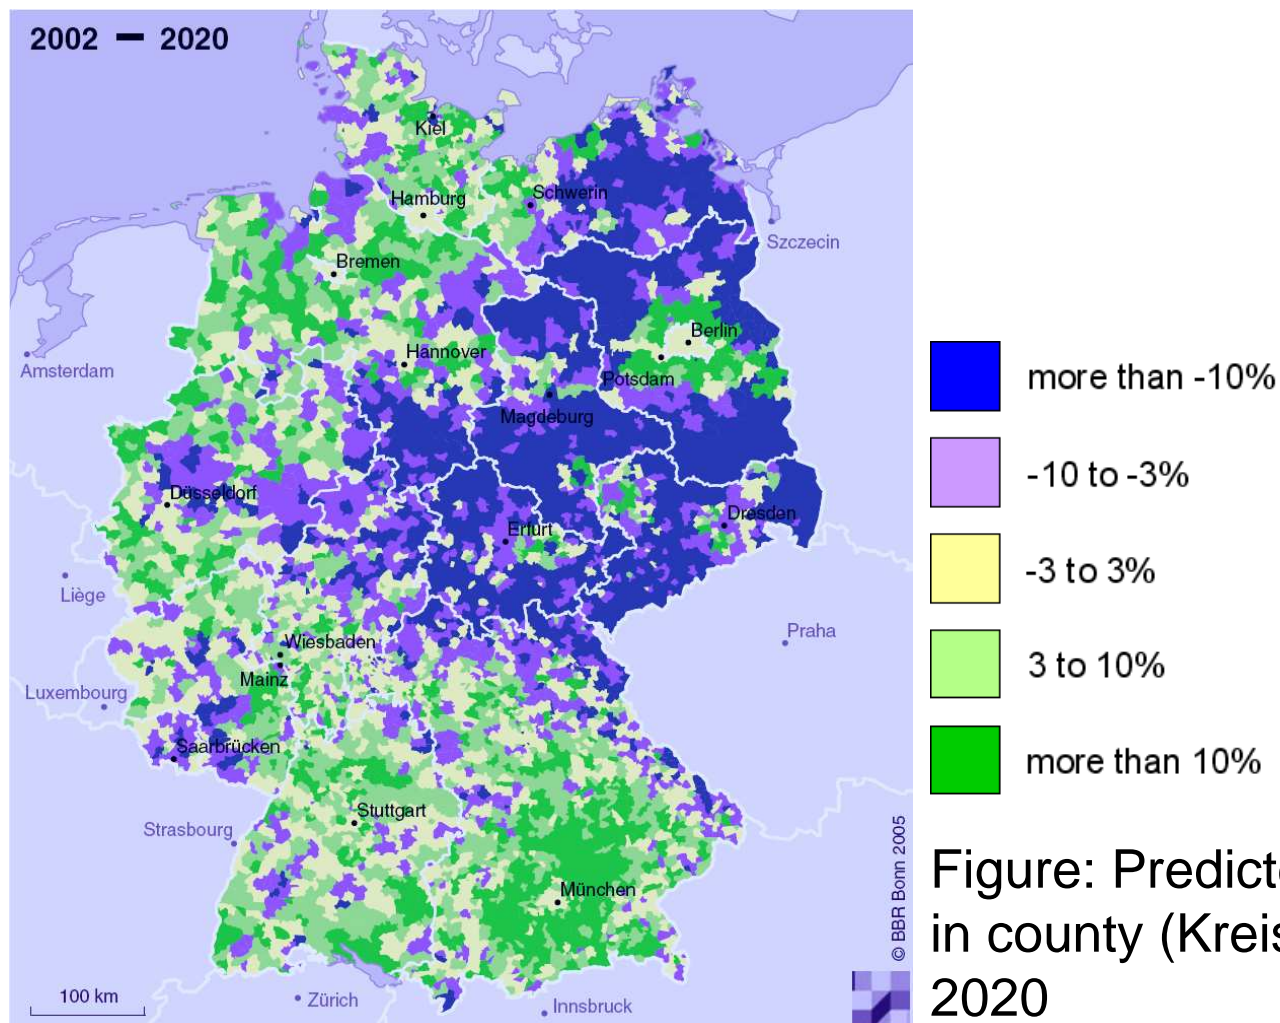 2002 – 2020
Kiel
Hamburg
Schwerin
Szczecin
Bremen
Berlin
Hannover
Amsterdam
Potsdam
Magdeburg
Düsseldorf
Dresden
Erfurt
Liège
Praha
Wiesbaden
Mainz
Luxembourg
Saarbrücken
Stuttgart
Strasbourg
München
100 km
Zürich
Innsbruck
© BBR Bonn 2005
more than -10%
-10 to -3%
-3 to 3%
3 to 10%
more than 10%
Figure:
in county
2020